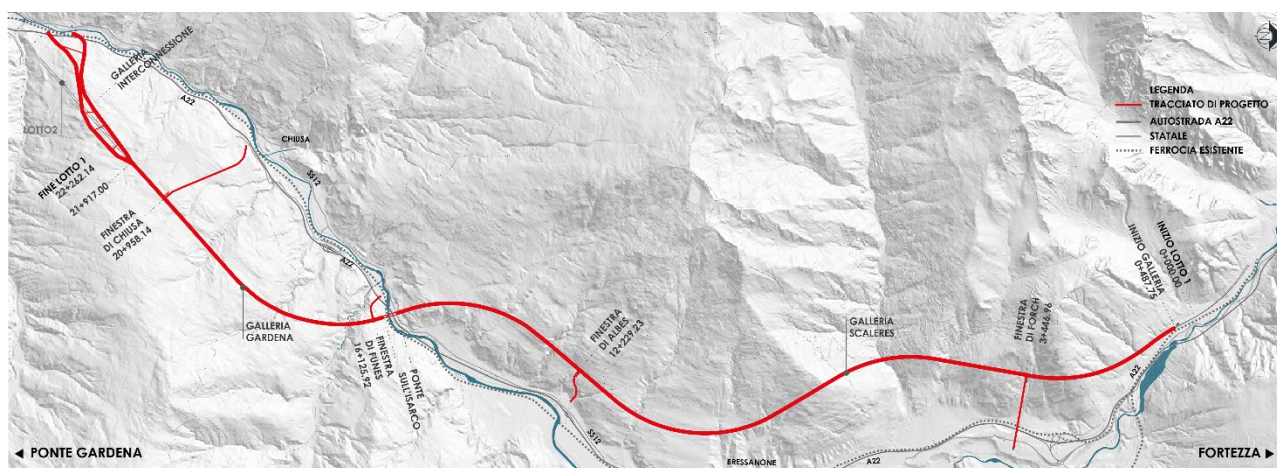 GALLERIA
INTERCONNESSIONE
A22
LOTTO2
CHIUSA
SS12
FINE LOTTO 1
22+262.14
21+917.00
FINESTRA
DI CHIUSA
20+958.14
A22
GALLERIA
GARDENA
FINESTRA
DI FUNES
16+125.92
PONTE
SULL'ISARCO
FINESTRA
DI ALBES
12+229.23
SS12
BRESSANONE
GALLERIA
SCALERES
A22
FINESTRA
DI FORCH
3+446.96
INIZIO GALLERIA
0+487.75
INIZIO LOTTO 1
0+000.00
A22
LEGENDA
TRACCIATO DI PROGETTO
AUTOSTRADA A22
STATALE
FERROCIA ESISTENTE
◄ PONTE GARDENA
FORTEZZA ►